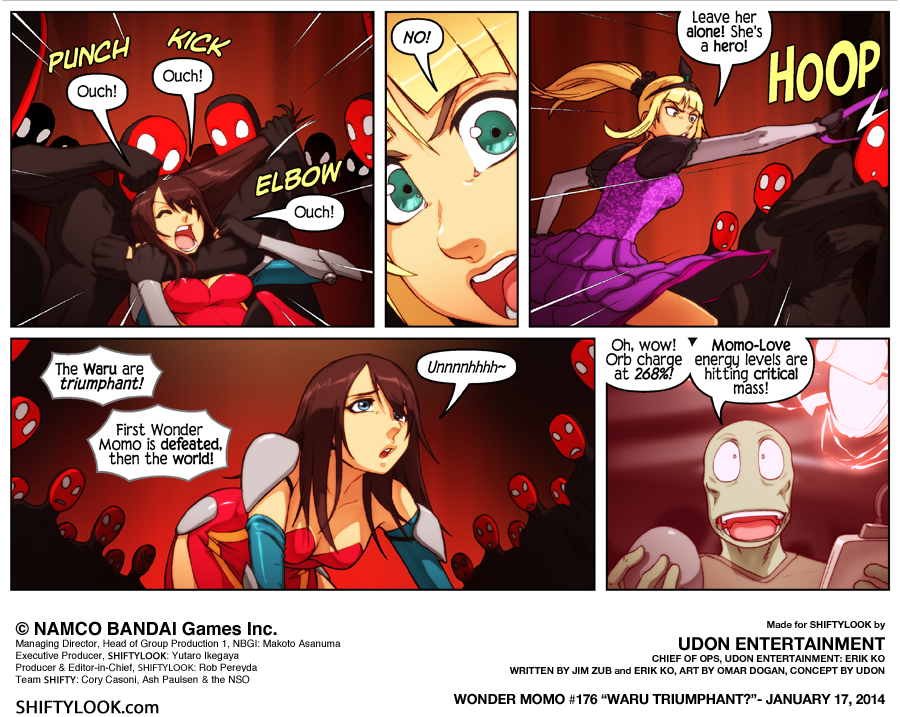 PUNCH
Ouch!
KICK
Ouch!
ELBOW
Ouch!
NO!
Leave her
alone! She's
a hero!
HOOP
The Waru are
triumphant!
First Wonder
Momo is defeated,
then the world!
Unnnnhhhh~
Oh, wow!
Orb charge
at 268%!
Momo-Love
energy levels are
hitting critical
mass!
© NAMCO BANDAI Games Inc.
Managing Director, Head of Group Production 1, NBGI: Makoto Asanuma
Executive Producer, SHIFTYLOOK: Yutaro Ikegaya
Producer & Editor-in-Chief, SHIFTYLOOK: Rob Pereyda
Team SHIFTY: Cory Casoni, Ash Paulsen & the NSO
SHIFTYLOOK.com
Made for SHIFTYLOOK by
UDON ENTERTAINMENT
CHIEF OF OPS, UDON ENTERTAINMENT: ERIK KO
WRITTEN BY JIM ZUB and ERIK KO, ART BY OMAR DOGAN, CONCEPT BY UDON
WONDER MOMO #176 “WARU TRIUMPHANT?”- JANUARY 17, 2014